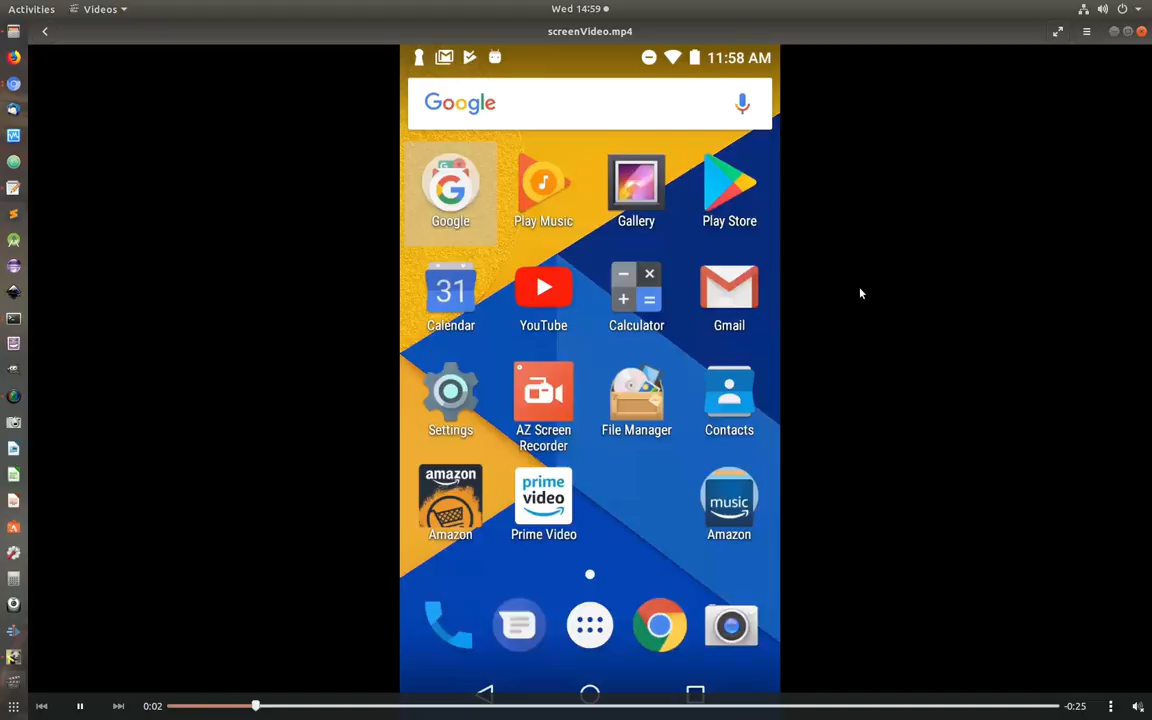 Activities Videos Wed 14:59
screenVideo.mp4
11:58 AM
Google
Google Play Music Gallery Play Store
31
Calendar YouTube Calculator Gmail
Settings AZ Screen Recorder File Manager Contacts
amazon prime video music
Amazon Prime Video Amazon
0:02 -0:25